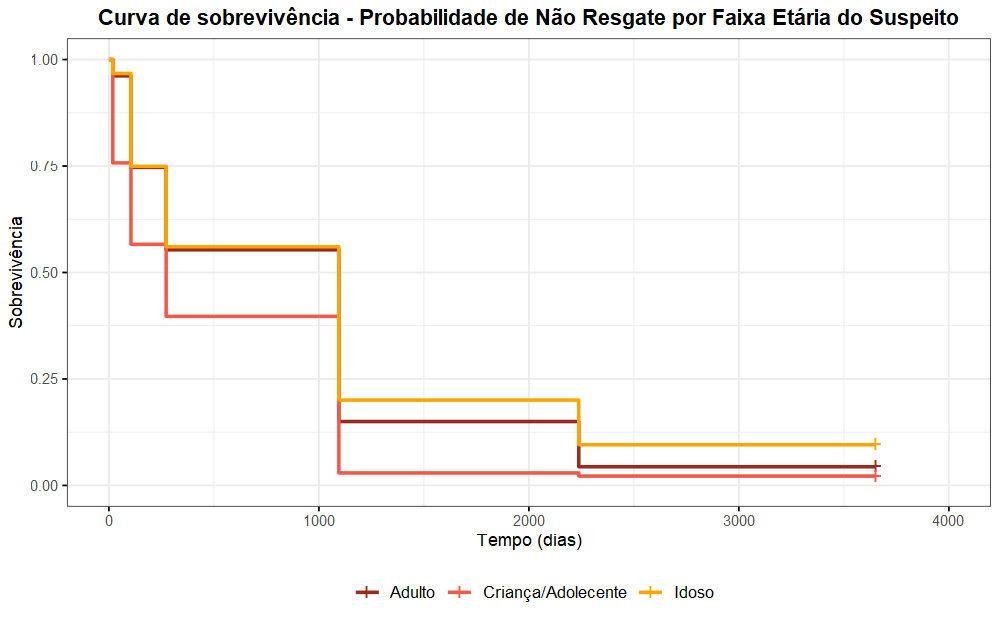 Curva de sobrevivência - Probabilidade de Não Resgate por Faixa Etária do Suspeito
Sobrevivência
1.00
0.75
0.50
0.25
0.00
0 1000 2000 3000 4000
Tempo (dias)
Adulto Criança/Adolecente Idoso